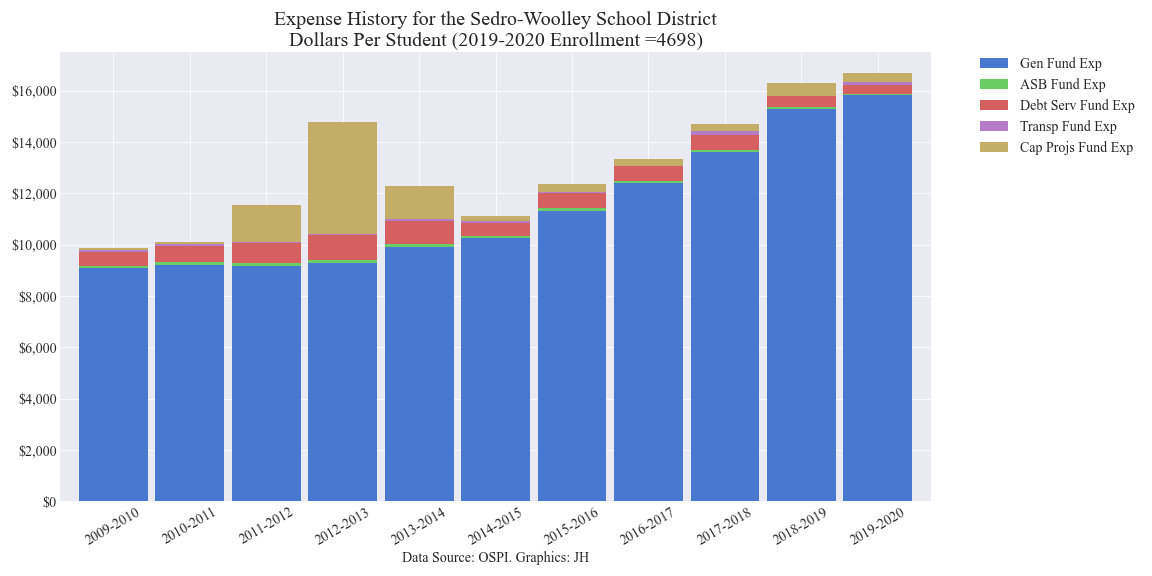 Expense History for the Sedro-Woolley School District
Dollars Per Student (2019-2020 Enrollment =4698)
Gen Fund Exp
ASB Fund Exp
Debt Serv Fund Exp
Transp Fund Exp
Cap Projs Fund Exp
$16,000
$14,000
$12,000
$10,000
$8,000
$6,000
$4,000
$2,000
$0
2009-2010
2010-2011
2011-2012
2012-2013
2013-2014
2014-2015
2015-2016
2016-2017
2017-2018
2018-2019
2019-2020
Data Source: OSPI. Graphics: JH